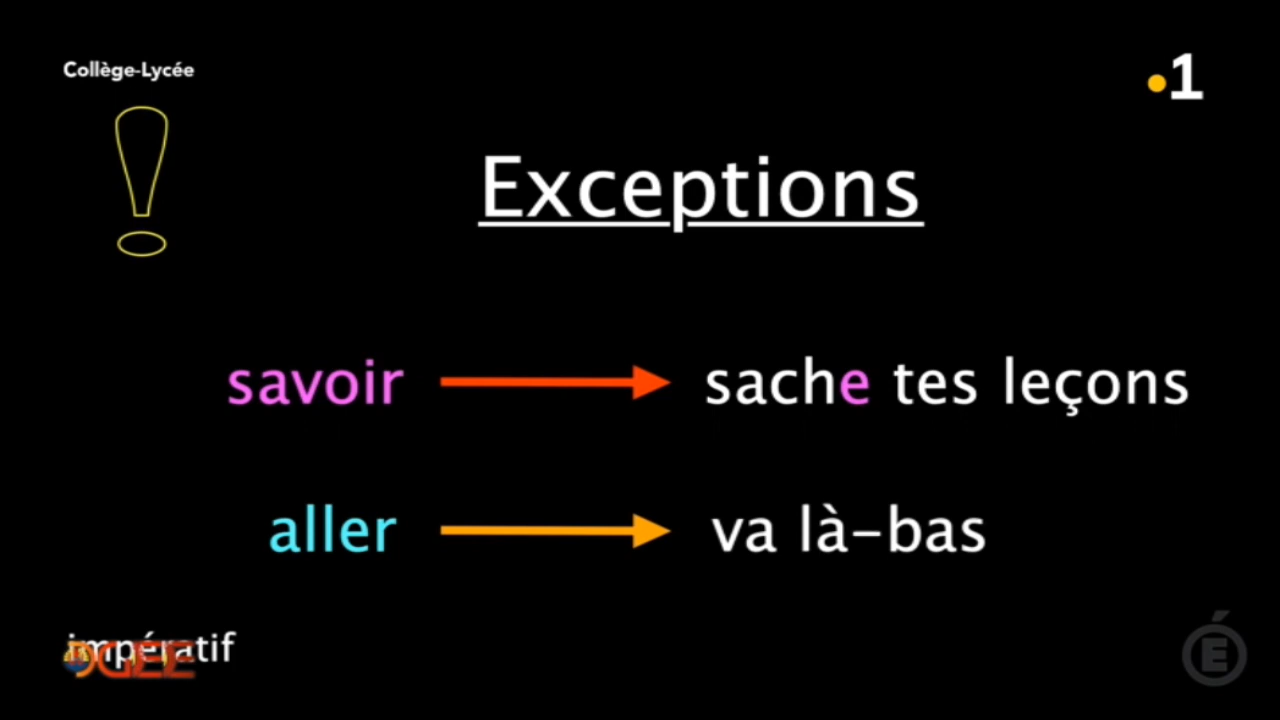 Collège-Lycée
1
!
Exceptions
savoir → sache tes leçons
aller → va là-bas
impératif
É